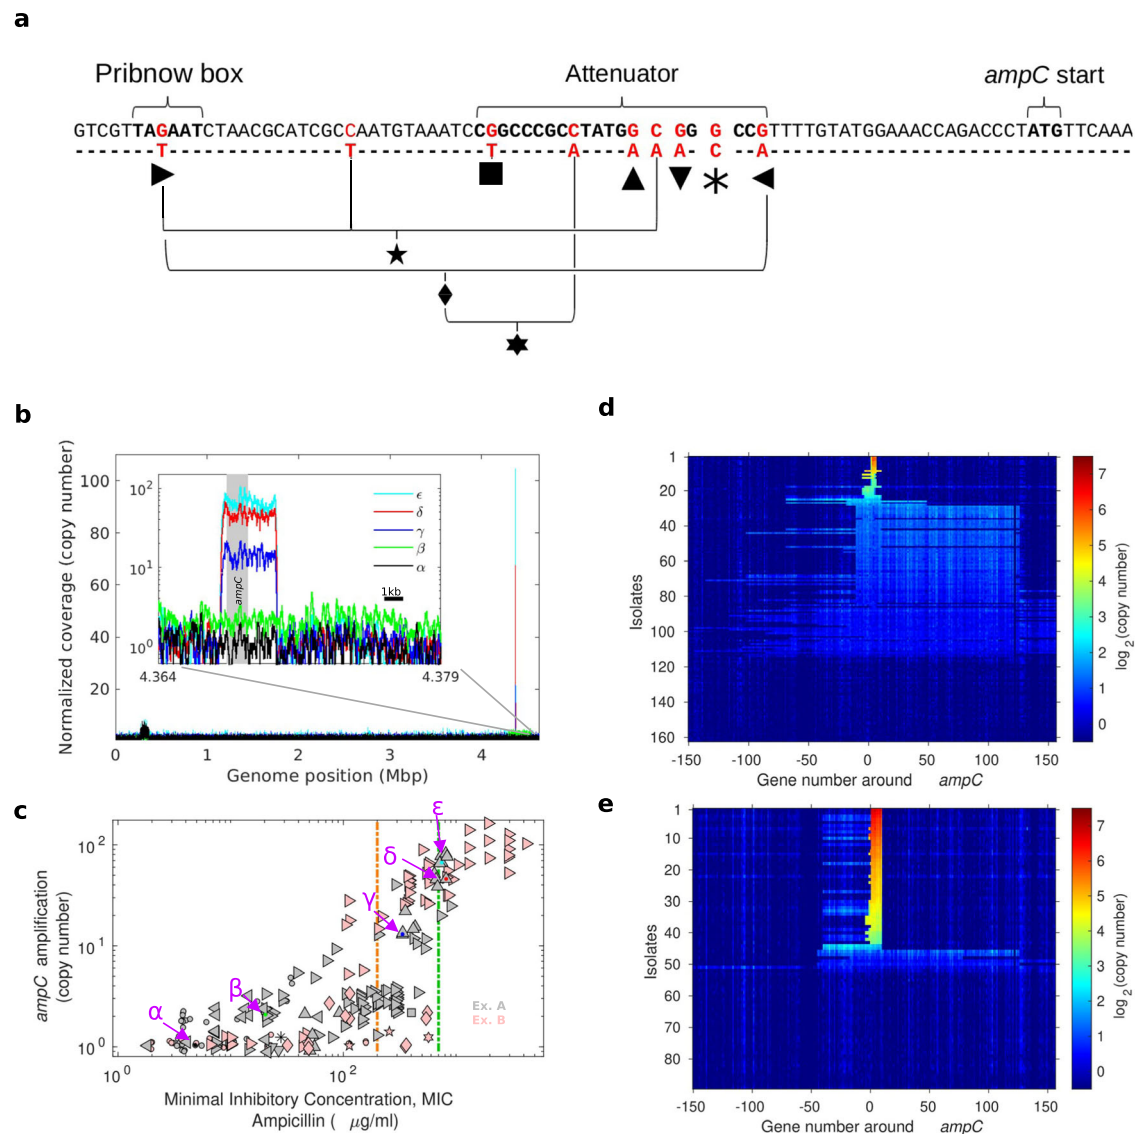 a
Pribnow box
Attenuator
ampC start
GTCGTTAGAATCTAACGCATCGCCAATGTAAATCCGGCCCGCCTATGGGCGGGCCGTTTTGTATGGAAACCAGACCCTATGTTCAAA
T T T A A A A C A
b
Normalized coverage (copy number)
100
80
60
40
20
0 1 2 3 4
Genome position (Mbp)
10²
10¹
10⁰
4.364
4.379
ampC
1kb
ϵ
δ
γ
β
α
c
ampC amplification
(copy number)
10²
10¹
10⁰
10⁰
10²
Minimal Inhibitory Concentration, MIC
Ampicillin ( μg/ml)
α
β
γ
δ
ε
Ex. A
Ex. B
d
Isolates
1
20
40
60
80
100
120
140
160
-150 -100 -50 0 50 100 150
Gene number around ampC
7
6
5
4
3
2
1
0
log 2 (copy number)
e
Isolates
1
10
20
30
40
50
60
70
80
-150 -100 -50 0 50 100 150
Gene number around ampC
7
6
5
4
3
2
1
0
log 2 (copy number)